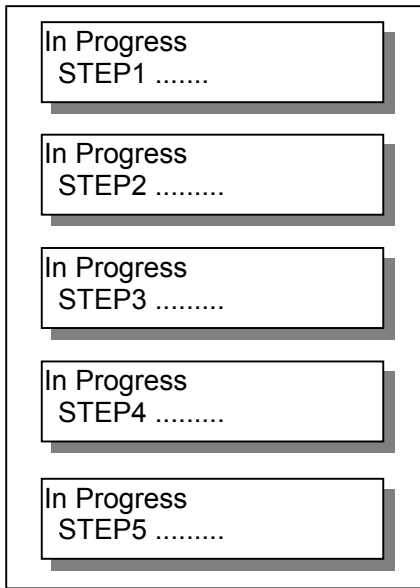 In Progress
STEP1 .......
In Progress
STEP2 .........
In Progress
STEP3 .........
In Progress
STEP4 .........
In Progress
STEP5 .........